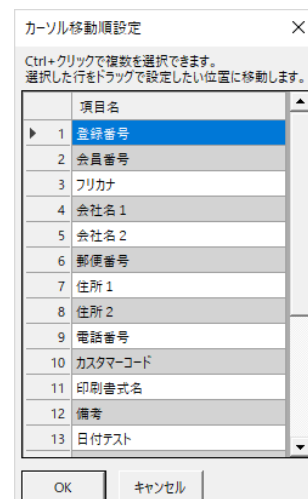 カーソル移動順設定
Ctrl+クリックで複数を選択できます。
選択した行をドラッグで設定したい位置に移動します。
項目名
1 登録番号
2 会員番号
3 フリカナ
4 会社名1
5 会社名2
6 郵便番号
7 住所1
8 住所2
9 電話番号
10 カスタマーコード
11 印刷書式名
12 備考
13 日付テスト
OK キャンセル